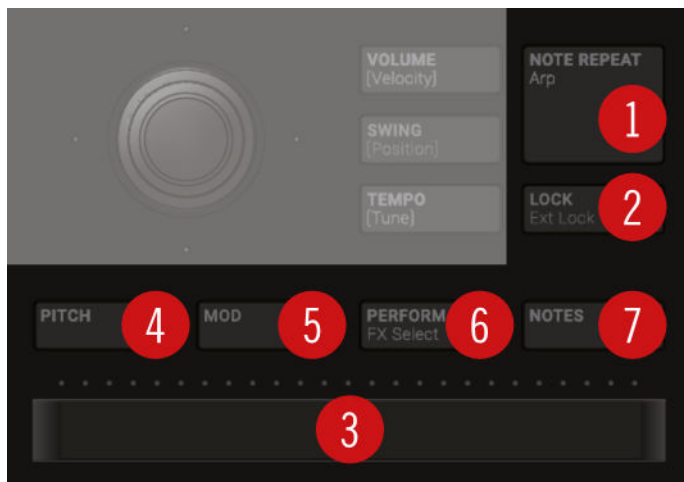 VOLUME
(Velocity)
NOTE REPEAT
Arp
1
SWING
(Position)
TEMPO
(Tune)
LOCK
Ext Lock
2
PITCH
4
MOD
5
PERFORM
FX Select
6
NOTES
7
3